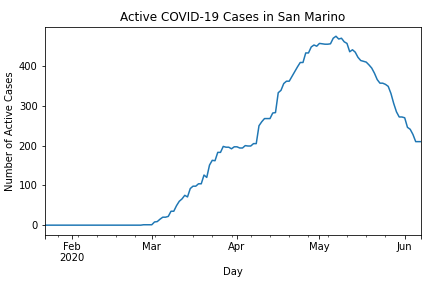 Active COVID-19 Cases in San Marino
Number of Active Cases
400
300
200
100
0
Feb
2020
Mar
Apr
May
Jun
Day